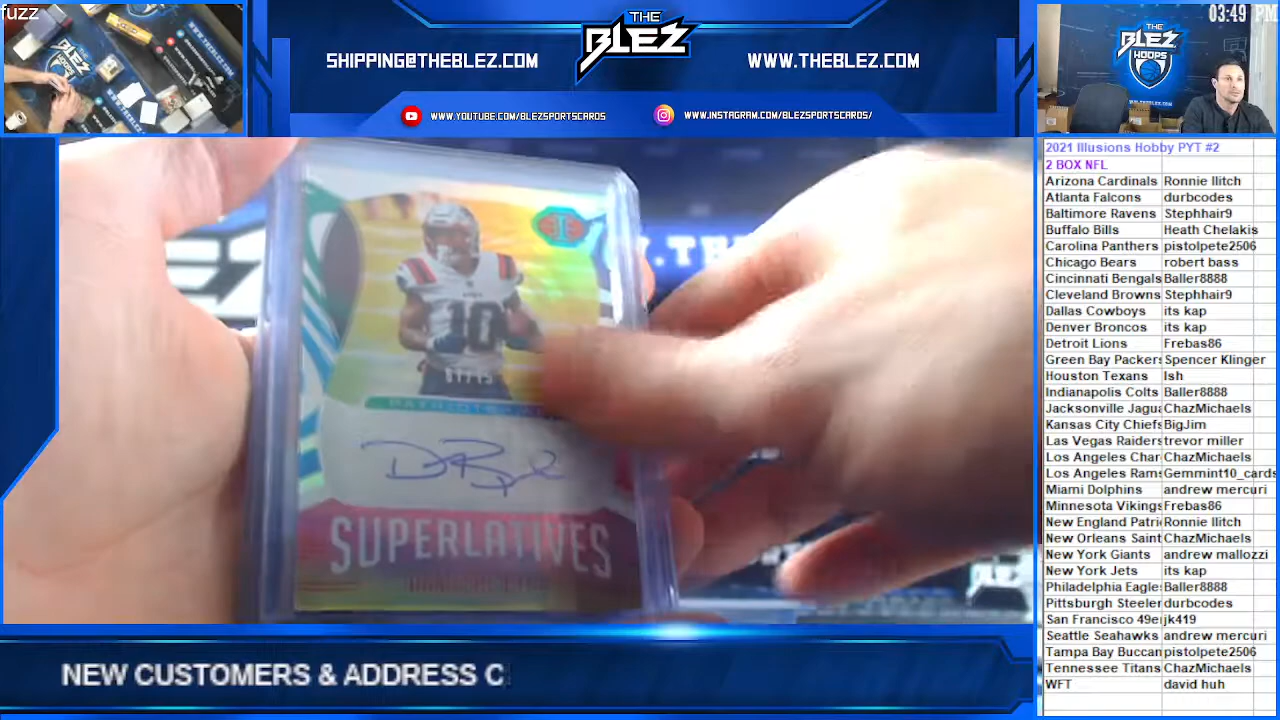 fuzz
SHIPPING@THEBLEZ.COM
THE
BLEZ
WWW.THEBLEZ.COM
WWW.YOUTUBE.COM/BLEZSPORTSCARDS
WWW.INSTAGRAM.COM/BLEZSPORTSCARDS/
03:49 PM
THE
BLEZ
HOOPS
10
SUPERLATIVES
2021 Illusions Hobby PYT #2
2 BOX NFL
Arizona Cardinals Ronnie Ilitch
Atlanta Falcons durbcodes
Baltimore Ravens Stephhair9
Buffalo Bills Heath Chelakis
Carolina Panthers pistolpete2506
Chicago Bears robert bass
Cincinnati Bengals Baller8888
Cleveland Browns Stephhair9
Dallas Cowboys its kap
Denver Broncos its kap
Detroit Lions Frebas86
Green Bay Packers Spencer Klinger
Houston Texans Ish
Indianapolis Colts Baller8888
Jacksonville Jagua ChazMichaels
Kansas City Chiefs BigJim
Las Vegas Raiders trevor miller
Los Angeles Char ChazMichaels
Los Angeles Rams Gemmint10_cards
Miami Dolphins andrew mercuri
Minnesota Vikings Frebas86
New England Patri Ronnie Ilitch
New Orleans Saint ChazMichaels
New York Giants andrew mallozzi
New York Jets its kap
Philadelphia Eagle Baller8888
Pittsburgh Steeler durbcodes
San Francisco 49e jk419
Seattle Seahawks andrew mercuri
Tampa Bay Buccan pistolpete2506
Tennessee Titans ChazMichaels
WFT david huh
NEW CUSTOMERS & ADDRESS C